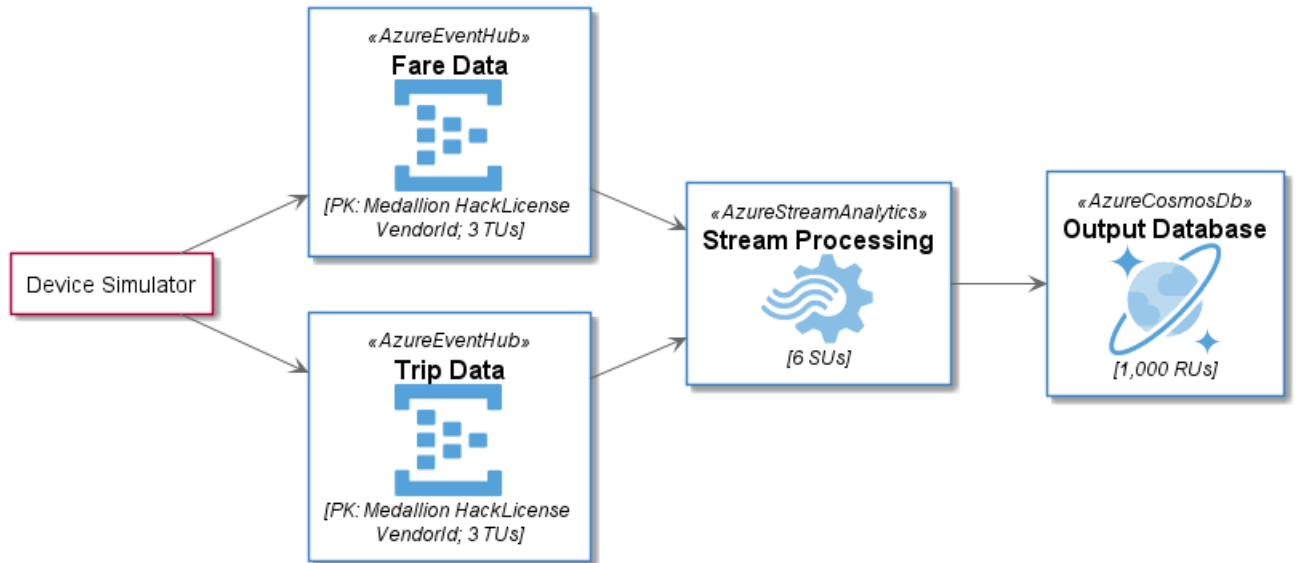 Device Simulator
«AzureEventHub»
Fare Data
[PK: Medallion HackLicense
VendorId; 3 TUs]
«AzureEventHub»
Trip Data
[PK: Medallion HackLicense
VendorId; 3 TUs]
«AzureStreamAnalytics»
Stream Processing
[6 SUs]
«AzureCosmosDb»
Output Database
[1,000 RUs]